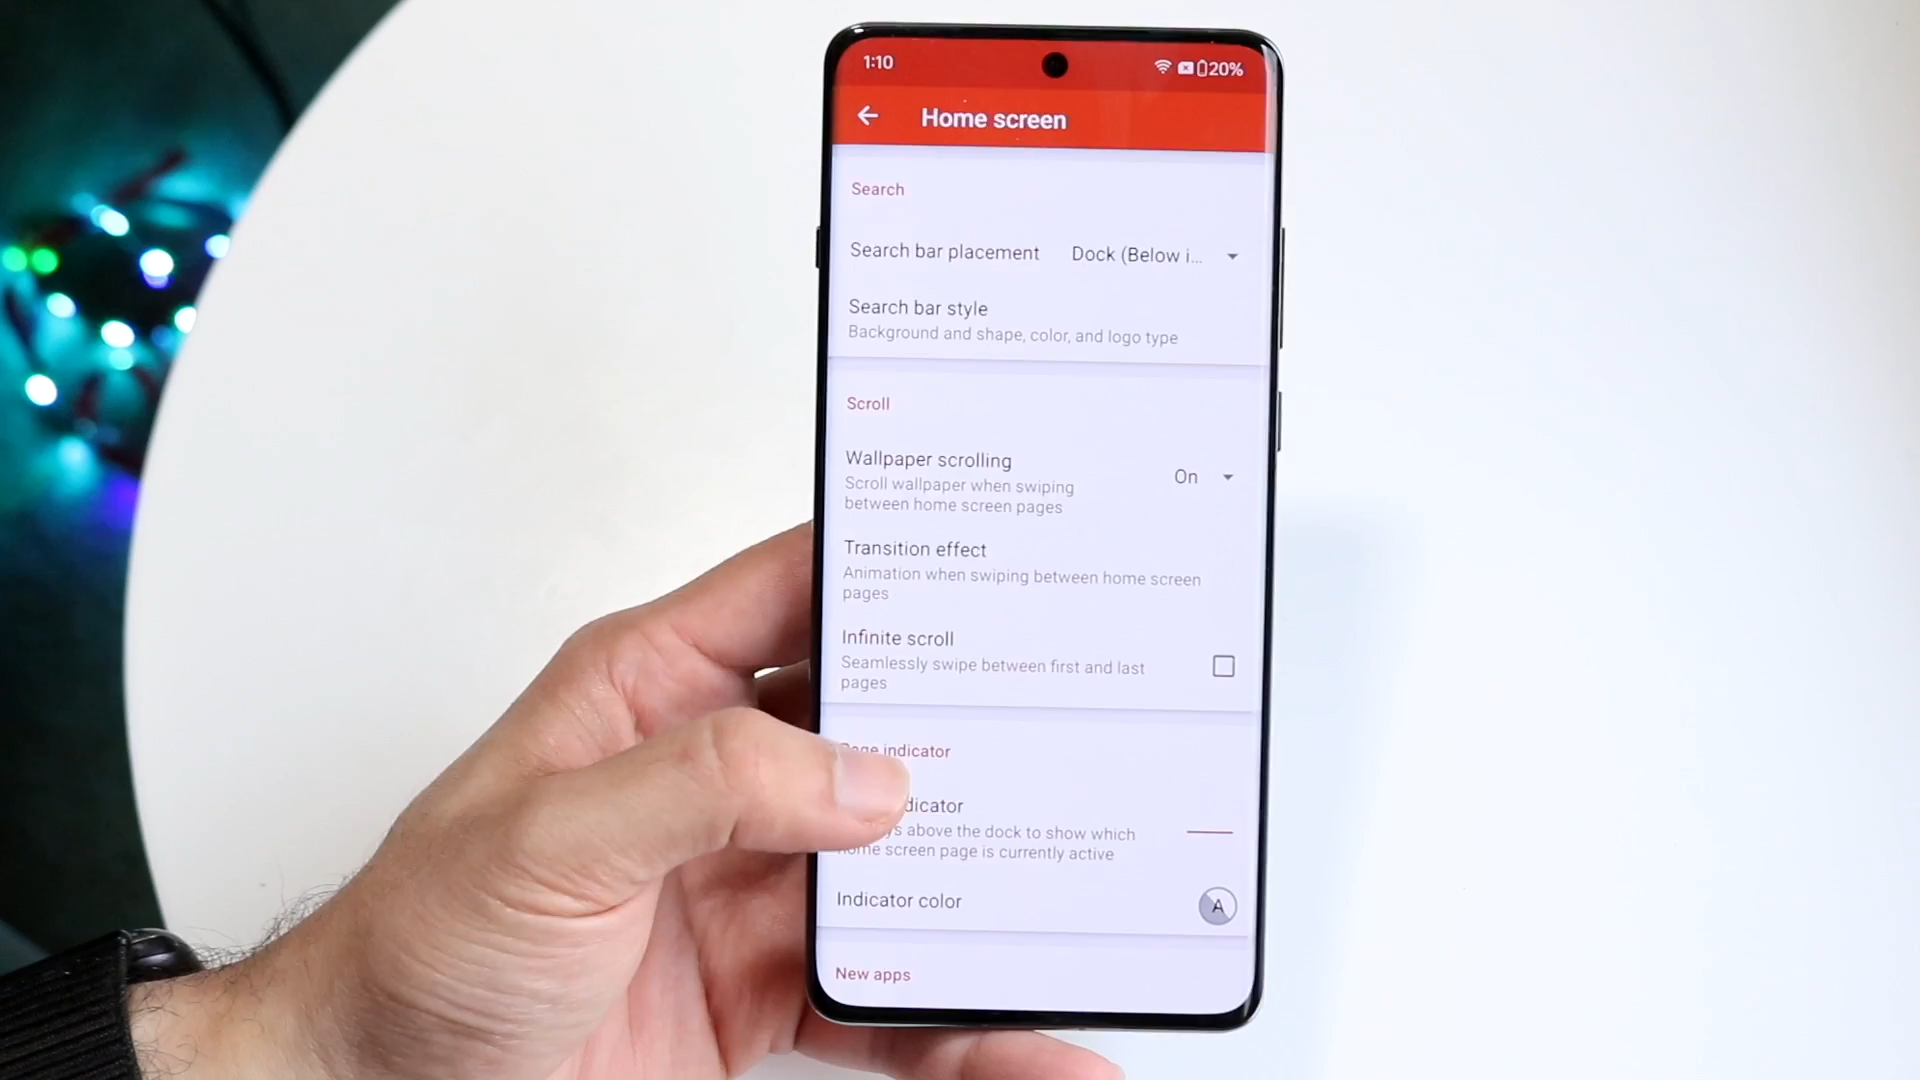 1:10
20%
Home screen
Search
Search bar placement Dock (Below i...
Search bar style
Background and shape, color, and logo type
Scroll
Wallpaper scrolling
On
Scroll wallpaper when swiping
between home screen pages
Transition effect
Animation when swiping between home screen
pages
Infinite scroll
Seamlessly swipe between first and last
pages
Page indicator
dicator
ys above the dock to show which
home screen page is currently active
Indicator color
A
New apps